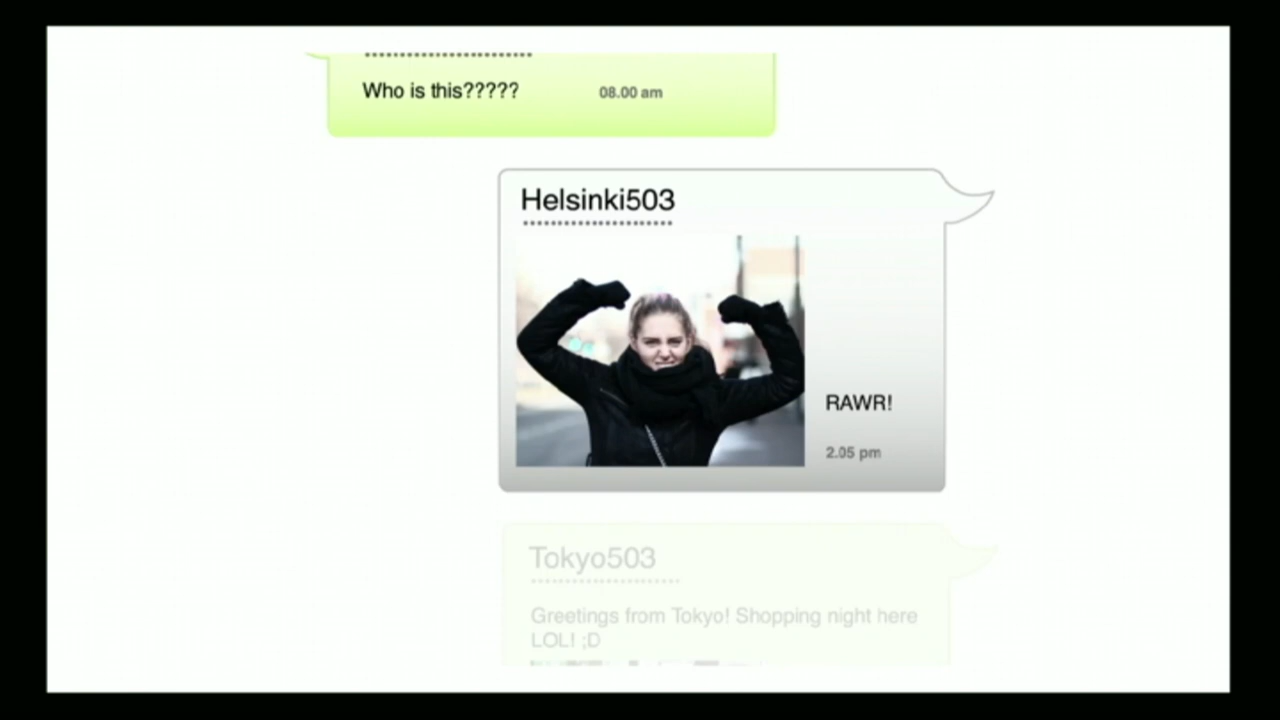 Who is this????? 08.00 am
Helsinki503
RAWR!
2.05 pm
Tokyo503
Greetings from Tokyo! Shopping night here
LOL! ;D